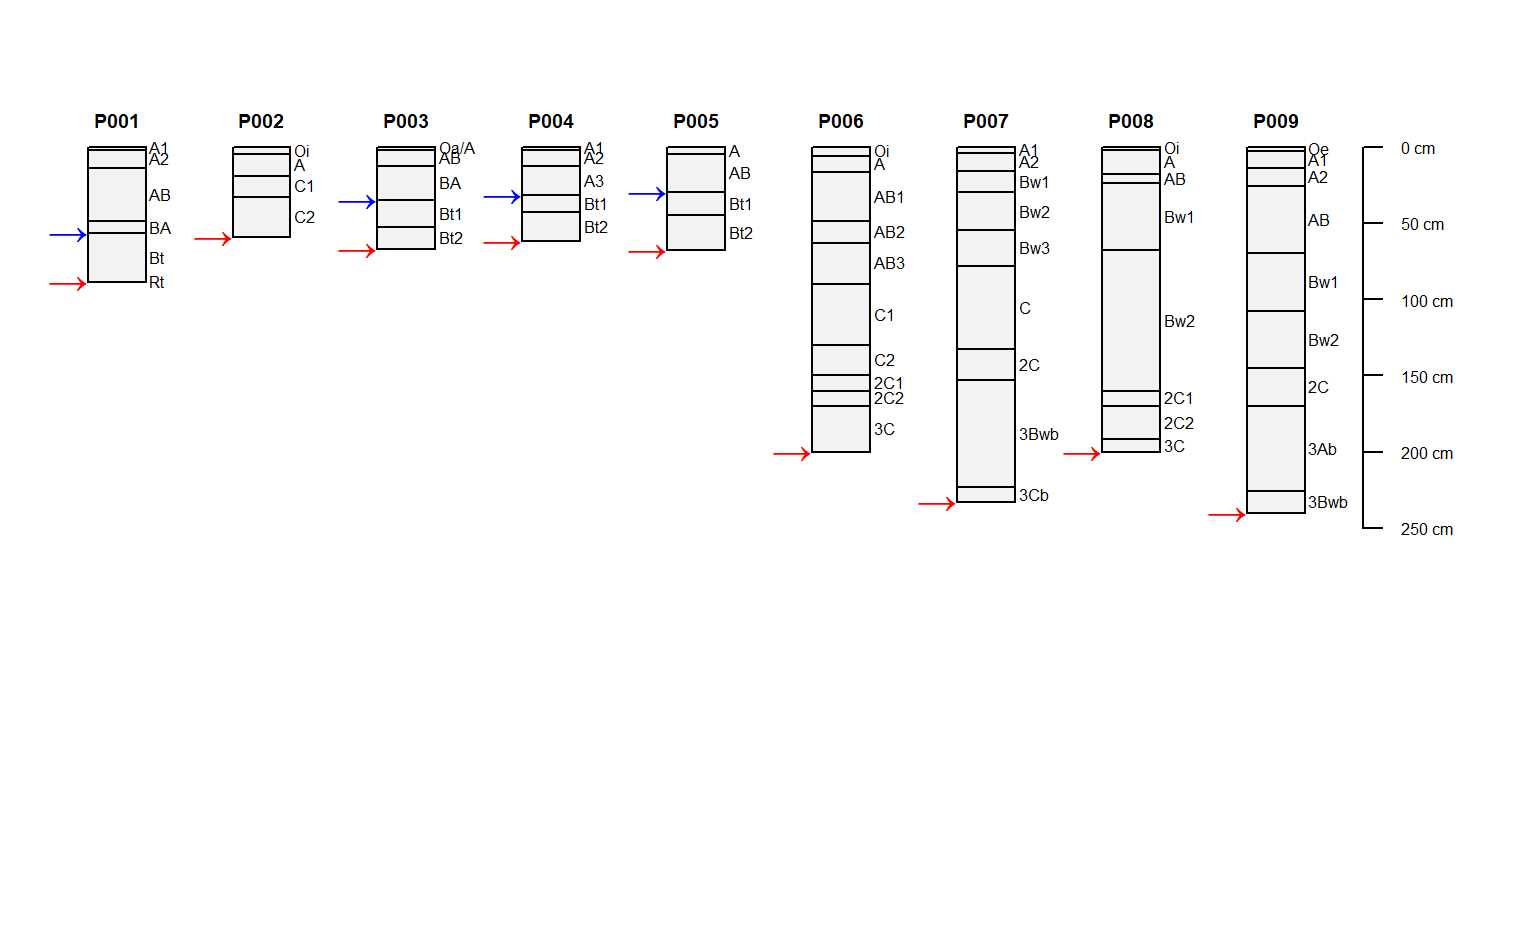 P001 P002 P003 P004 P005 P006 P007 P008 P009
A1
A2
AB
BA
Bt
Rt
Oi
A
C1
C2
Oa/A
AB
BA
Bt1
Bt2
A1
A2
A3
Bt1
Bt2
A
AB
Bt1
Bt2
Oi
A
AB1
AB2
AB3
C1
C2
2C1
2C2
3C
A1
A2
Bw1
Bw2
Bw3
C
2C
3Bwb
3Cb
Oi
A
AB
Bw1
Bw2
2C1
2C2
3C
Oe
A1
A2
AB
Bw1
Bw2
2C
3Ab
3Bwb
0 cm
50 cm
100 cm
150 cm
200 cm
250 cm